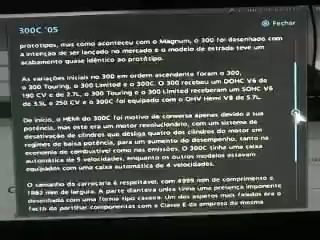 300C '05
Fechar
protótipos, mas como aconteceu com o Magnum, o 300 foi desenhado com
a intenção de ser lançado no mercado e o modelo de estrada teve um
acabamento quase idêntico ao protótipo.
As variações iniciais no 300 em ordem ascendente foram o 300,
o 300 Touring, o 300 Limited e o 300C. O 300 recebeu um DOHC V6 de
190 CV e de 2.7L, o 300 Touring e o 300 Limited receberam um SOHC V6
de 3.5L e 250 CV e o 300C foi equipado com o OHV Hemi V8 de 5.7L.
De início, a HEMI do 300C foi motivo de conversa apenas devido a sua
potência, mas este era um motor revolucionário, com um sistema de
desativação de cilindros que desliga quatro dos cilindros do motor em
regimes de baixa potência, para um aumento do desempenho, tanto na
economia de combustível como nas emissões. O 300C tinha uma caixa
automática de 5 velocidades, enquanto os outros modelos estavam
equipados com uma caixa automática de 4 velocidades.
O tamanho da carroçaria é respeitável, com 4999 mm de comprimento e
1882 mm de largura. A parte dianteira unica tinha uma presença imponente
desenhada com uma forma tipo caixa. Um dos aspetos mais falados era o
facto de partilhar componentes com o Classe E da empresa da mesma